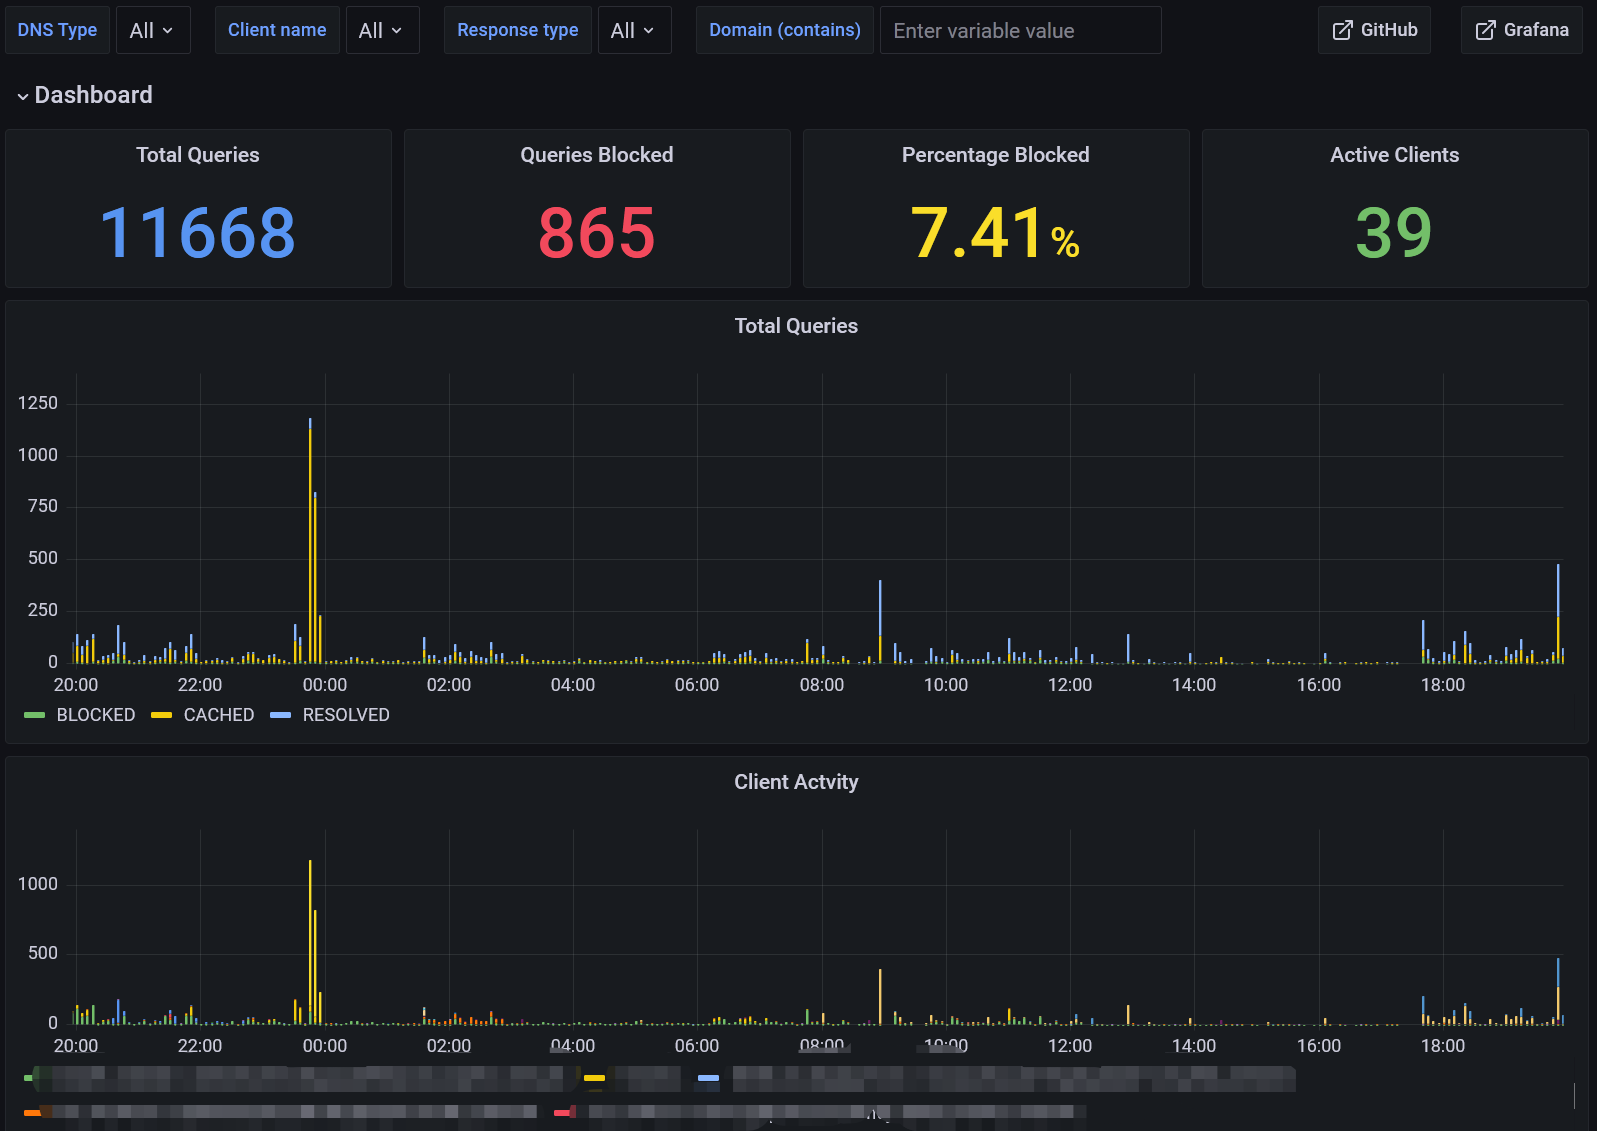 DNS Type All Client name All Response type All Domain (contains) Enter variable value GitHub Grafana
Dashboard
Total Queries Queries Blocked Percentage Blocked Active Clients
11668 865 7.41% 39
Total Queries
1250
1000
750
500
250
0
20:00 22:00 00:00 02:00 04:00 06:00 08:00 10:00 12:00 14:00 16:00 18:00
BLOCKED CACHED RESOLVED
Client Actvity
1000
500
0
20:00 22:00 00:00 02:00 04:00 06:00 08:00 10:00 12:00 14:00 16:00 18:00